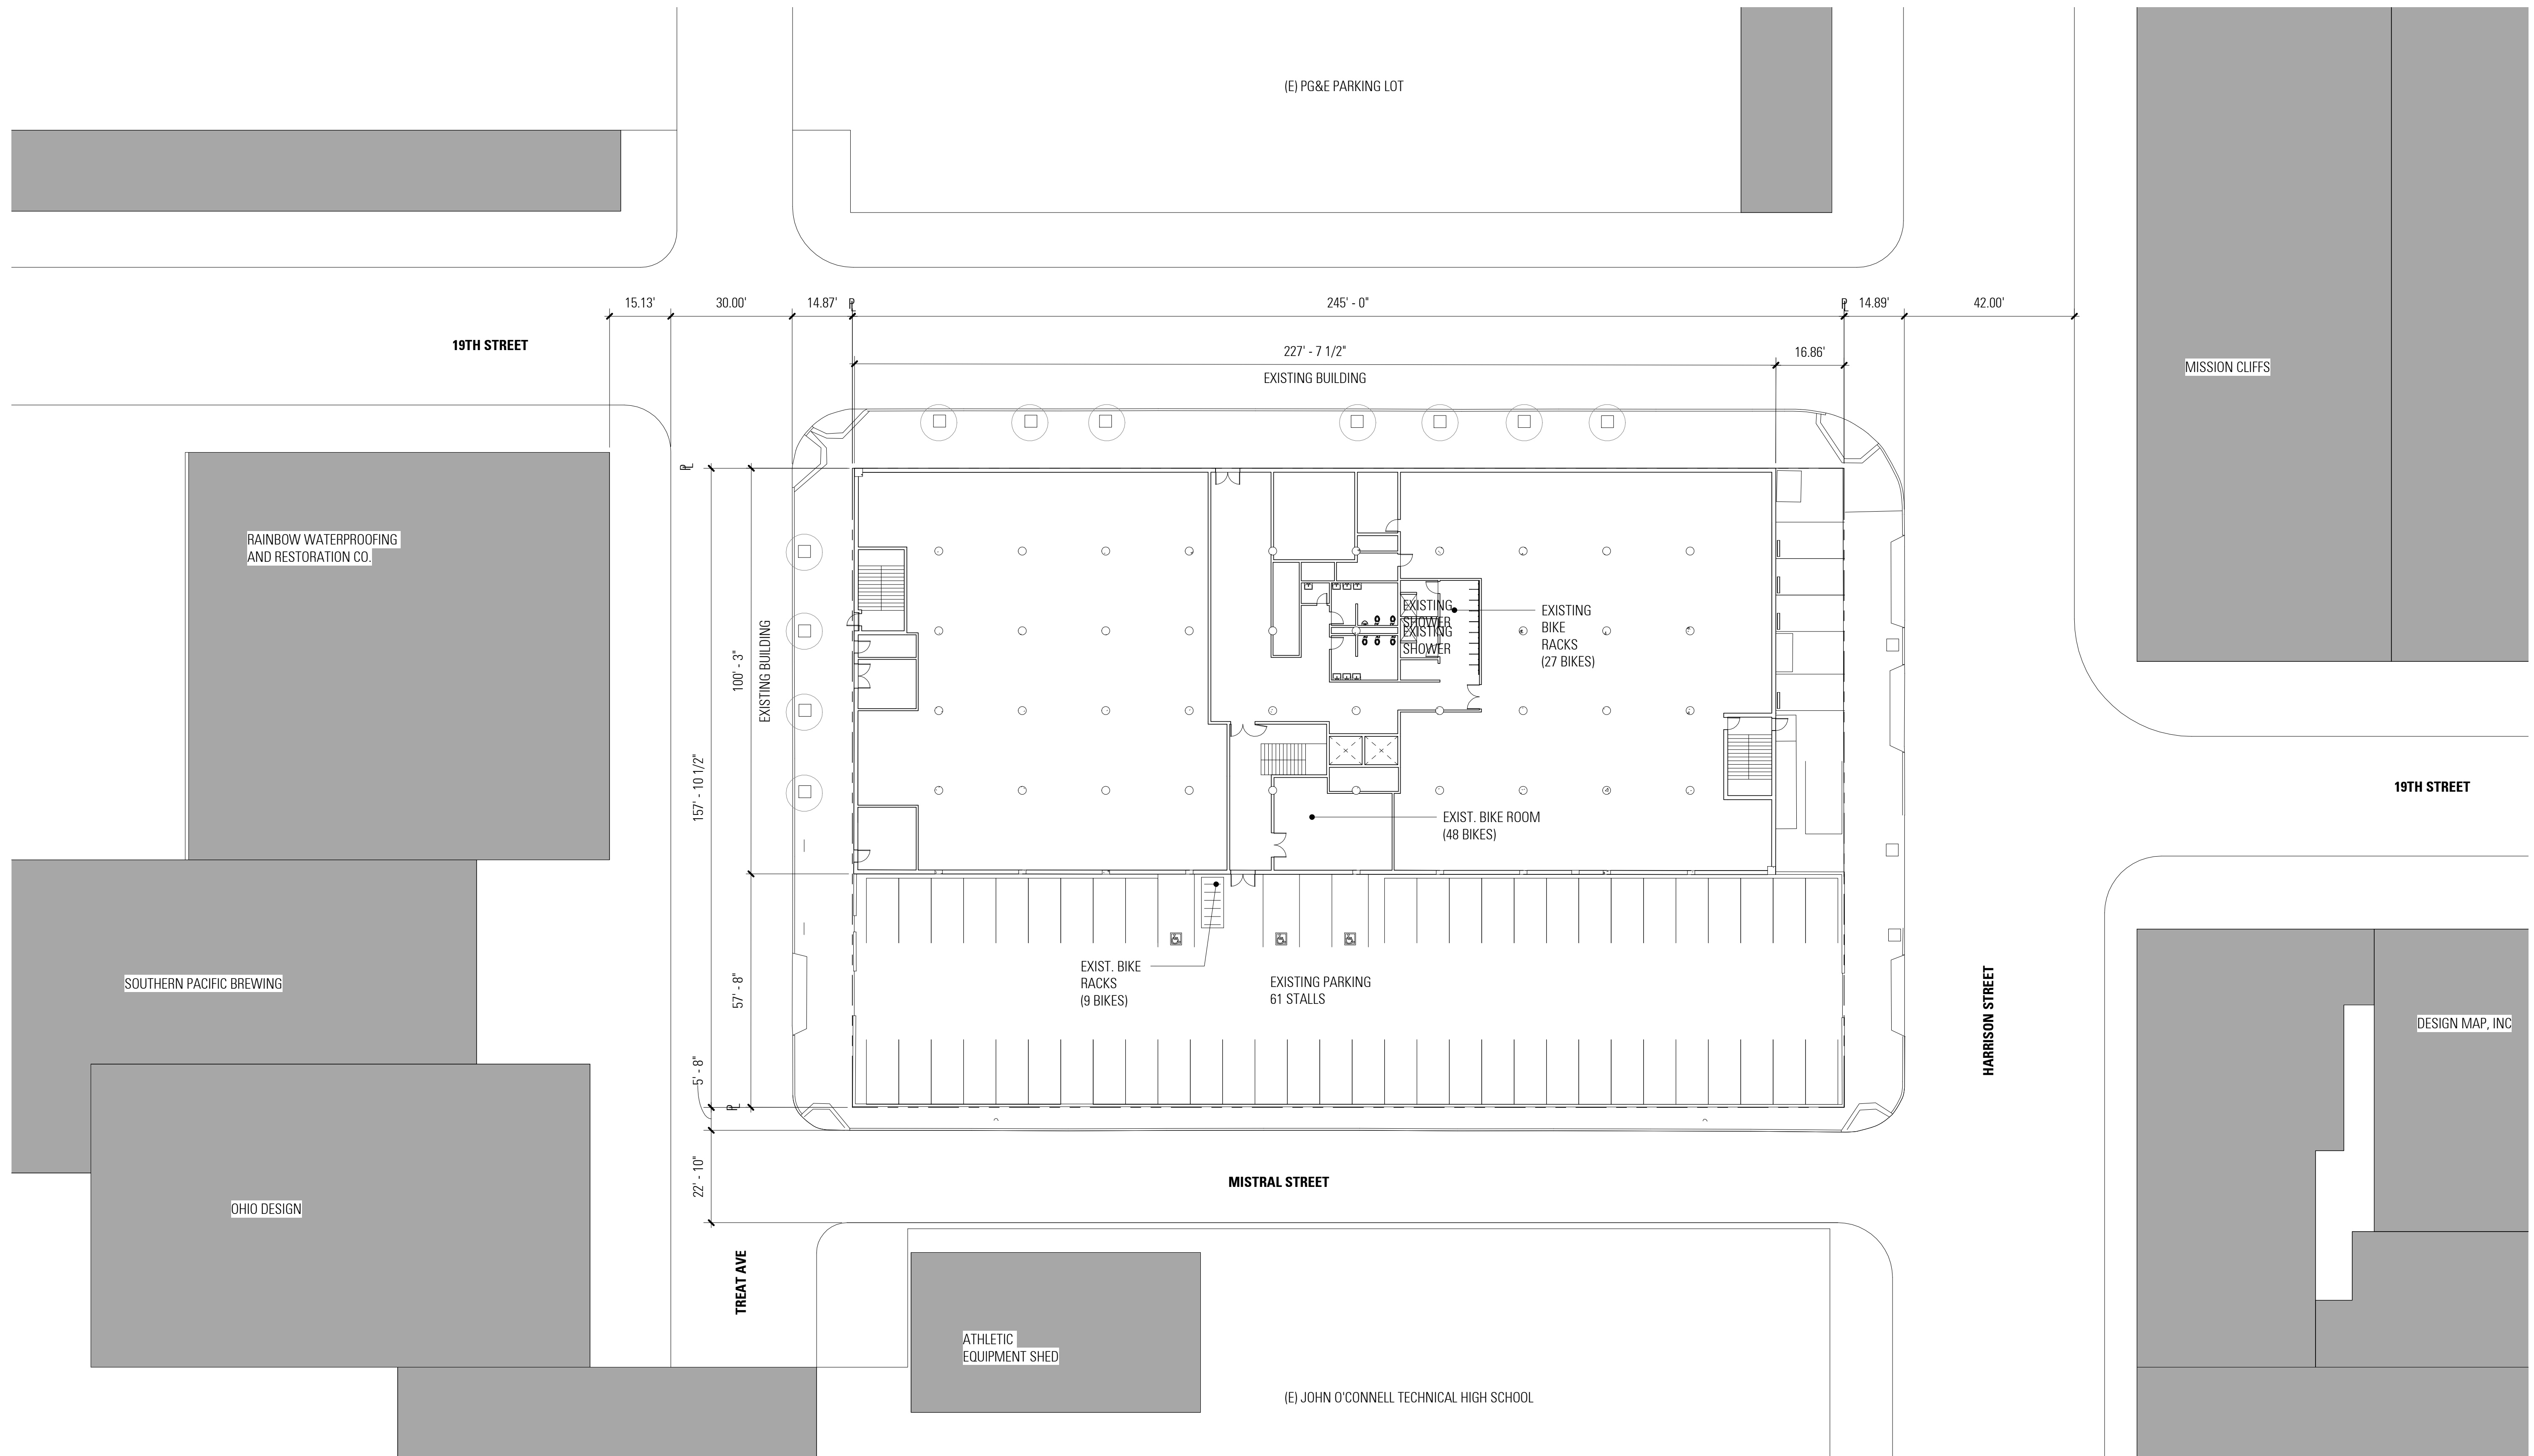 (E) PG&E PARKING LOT
15.13'
30.00'
14.87'
PL
245' - 0"
PL
14.89'
42.00'
19TH STREET
227' - 7 1/2"
16.86'
EXISTING BUILDING
MISSION CLIFFS
PL
RAINBOW WATERPROOFING
AND RESTORATION CO.
EXISTING
SHOWER
EXISTING
SHOWER
EXISTING
BIKE
RACKS
(27 BIKES)
100' - 3"
EXISTING BUILDING
157' - 10 1/2"
19TH STREET
EXIST. BIKE ROOM
(48 BIKES)
EXIST. BIKE
RACKS
(9 BIKES)
EXISTING PARKING
61 STALLS
SOUTHERN PACIFIC BREWING
57' - 8"
HARRISON STREET
DESIGN MAP, INC
5' - 8"
PL
22' - 10"
MISTRAL STREET
OHIO DESIGN
TREAT AVE
ATHLETIC
EQUIPMENT SHED
(E) JOHN O'CONNELL TECHNICAL HIGH SCHOOL